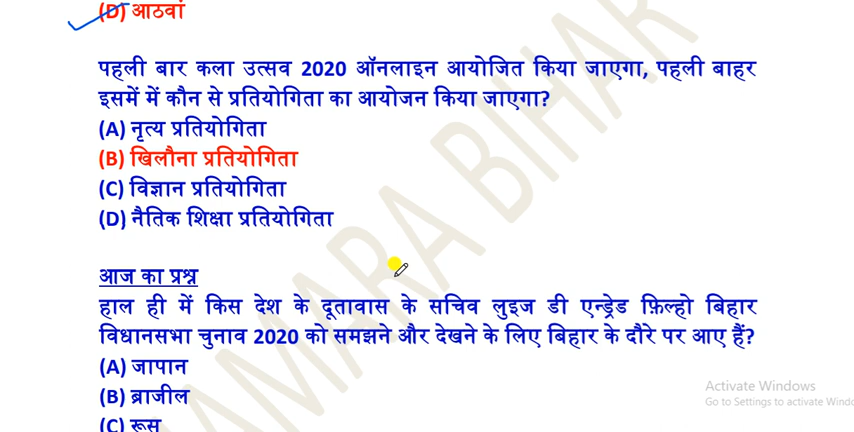 (D) आठवां
पहली बार कला उत्सव 2020 ऑनलाइन आयोजित किया जाएगा, पहली बाहर
इसमें में कौन से प्रतियोगिता का आयोजन किया जाएगा?
(A) नृत्य प्रतियोगिता
(B) खिलौना प्रतियोगिता
(C) विज्ञान प्रतियोगिता
(D) नैतिक शिक्षा प्रतियोगिता
आज का प्रश्न
हाल ही में किस देश के दूतावास के सचिव लुइज डी एन्ड्रेड फ़िल्हो बिहार
विधानसभा चुनाव 2020 को समझने और देखने के लिए बिहार के दौरे पर आए हैं?
(A) जापान
(B) ब्राजील
(C) रूस
HAMARA BIHAR
Activate Windows
Go to Settings to activate Windo